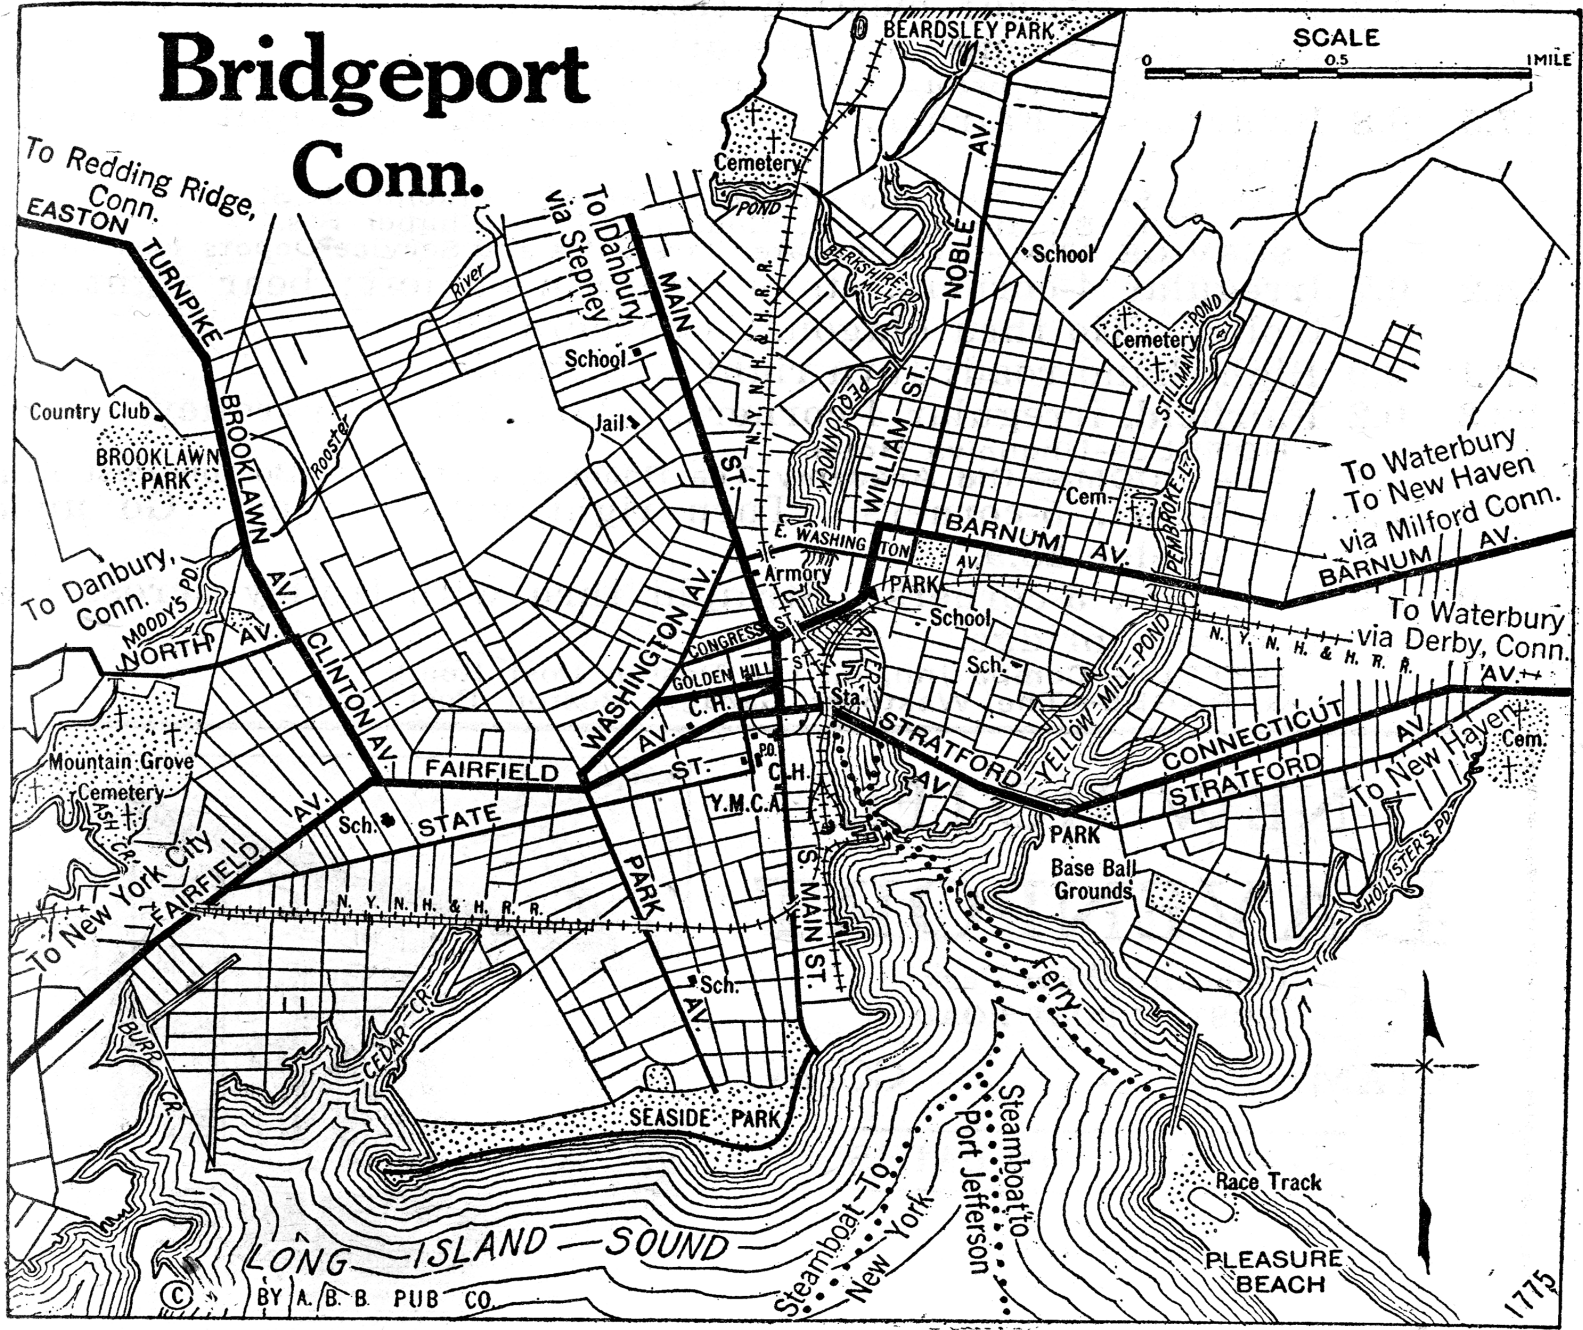 Bridgeport
Conn.
SCALE
0 0.5 1 MILE
BEARDSLEY PARK
To Redding Ridge,
Conn.
EASTON TURNPIKE
To Danbury
via Stepney
River
Rooster
MAIN
ST.
Cemetery
POND
N. Y. N. H. & H. R. R.
BERKSHIRE
PEQUONNOCK
RIVER
NOBLE AV.
WILLIAM ST.
School
Cemetery
STILLMAN POND
School
Jail
Country Club
BROOKLAWN
PARK
BROOKLAWN
AV.
To Waterbury
To New Haven
via Milford Conn.
BARNUM AV.
Cem.
PEMBROKE L.
E. WASHINGTON
AV.
BARNUM AV.
Armory
PARK
School
To Danbury,
Conn.
MOODY'S PD.
NORTH AV.
CLINTON AV.
WASHINGTON AV.
CONGRESS ST.
GOLDEN HILL
ST.
C. H.
Sta.
Sch.
YELLOW-MILL-POND
To Waterbury
via Derby, Conn.
N. Y. N. H. & H. R. R.
CONNECTICUT
AV.
STRATFORD
AV.
STRATFORD
AV.
To New Haven
Cem.
Mountain Grove
Cemetery
ASH CR.
FAIRFIELD
AV.
P.O.
C. H.
Y.M.C.A.
STATE
ST.
Sch.
FAIRFIELD
AV.
To New York City
N. Y. N. H. & H. R. R.
PARK
AV.
S. MAIN ST.
PARK
Base Ball
Grounds
HOLLISTER'S PD.
Sch.
Ferry
BURR
CR.
CEDAR CR.
SEASIDE PARK
Steamboat To
New York
Steamboat to
Port Jefferson
Race Track
PLEASURE
BEACH
LONG ISLAND SOUND
© BY A. B. B. PUB CO.
1775